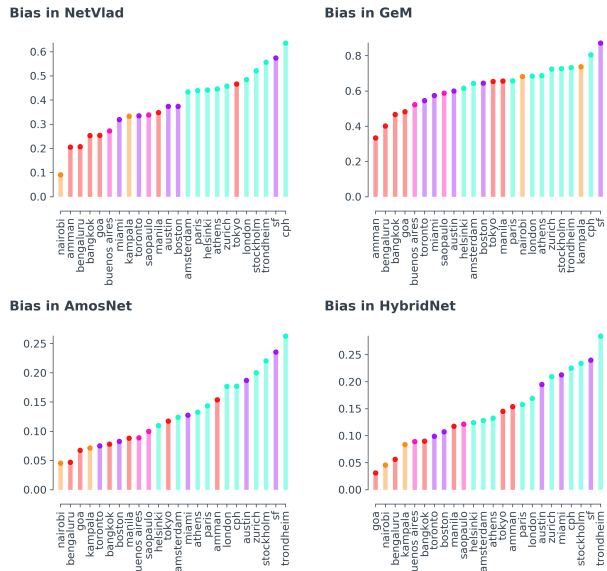 Bias in NetVlad
0.6
0.5
0.4
0.3
0.2
0.1
0.0
nairobi
amman
bengaluru
bangkok
goa
buenos aires
miami
kampala
toronto
saopaulo
manila
austin
boston
amsterdam
paris
helsinki
athens
zurich
tokyo
london
stockholm
trondheim
sf
cph
Bias in GeM
0.8
0.6
0.4
0.2
0.0
amman
bengaluru
bangkok
goa
buenos aires
toronto
miami
saopaulo
austin
helsinki
amsterdam
boston
tokyo
manila
paris
nairobi
london
athens
zurich
stockholm
trondheim
kampala
cph
sf
Bias in AmosNet
0.25
0.20
0.15
0.10
0.05
0.00
nairobi
bengaluru
goa
kampala
toronto
bangkok
boston
manila
uenos aires
saopaulo
helsinki
tokyo
amsterdam
miami
athens
paris
amman
london
cph
austin
zurich
stockholm
sf
trondheim
Bias in HybridNet
0.25
0.20
0.15
0.10
0.05
0.00
goa
nairobi
bengaluru
kampala
uenos aires
bangkok
toronto
boston
manila
saopaulo
helsinki
amsterdam
athens
tokyo
amman
paris
london
austin
zurich
miami
cph
stockholm
sf
trondheim